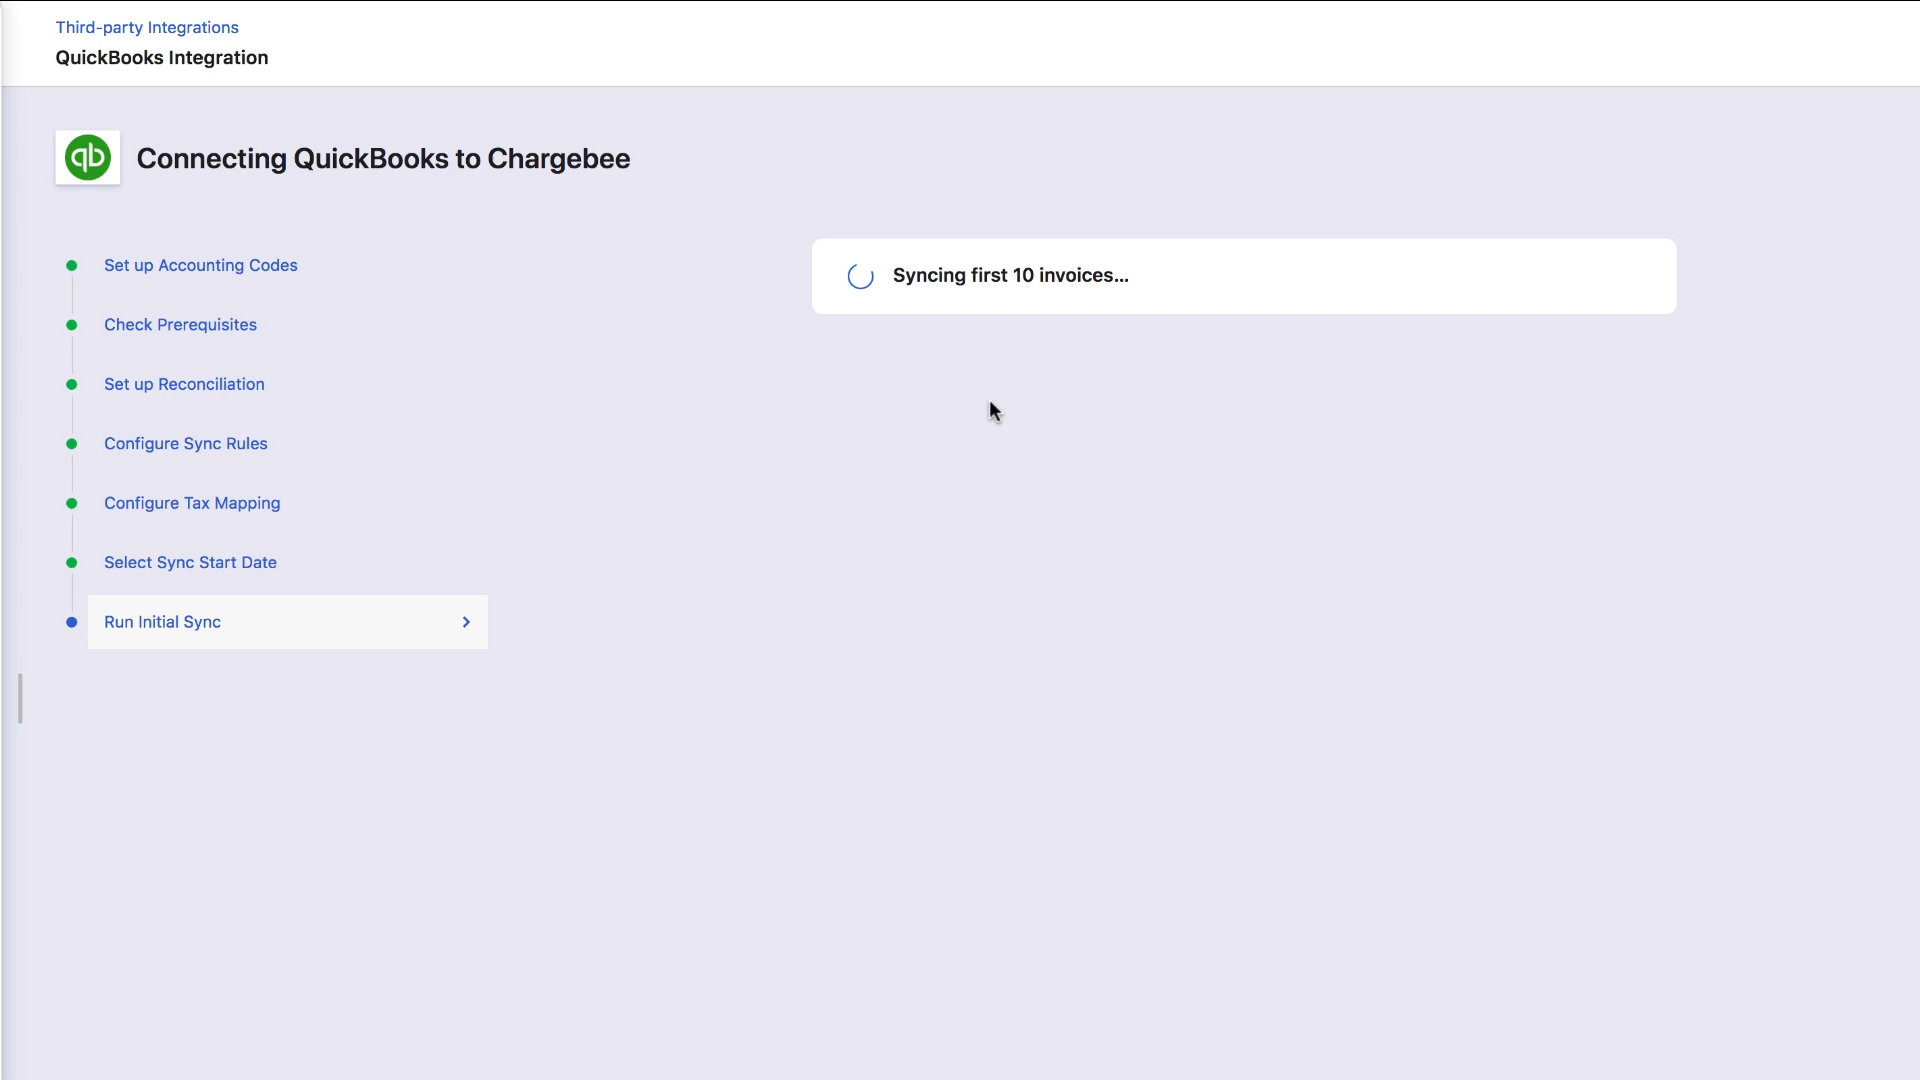 Third-party Integrations
QuickBooks Integration
qb
Connecting QuickBooks to Chargebee
Set up Accounting Codes
Check Prerequisites
Set up Reconciliation
Configure Sync Rules
Configure Tax Mapping
Select Sync Start Date
Run Initial Sync
Syncing first 10 invoices...